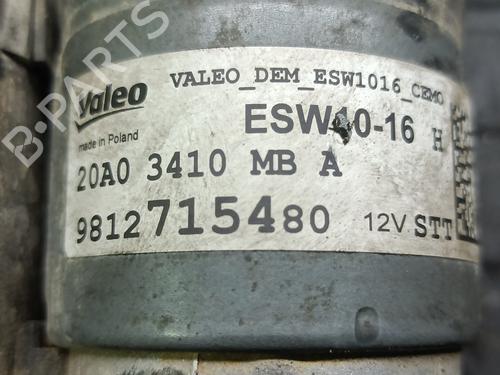 VALEO_DEM_ESW1016_CEMO
Valeo
made in Poland
ESW10-16 H
20A0 3410 MB A
9812715480
12V STT
B-PARTS